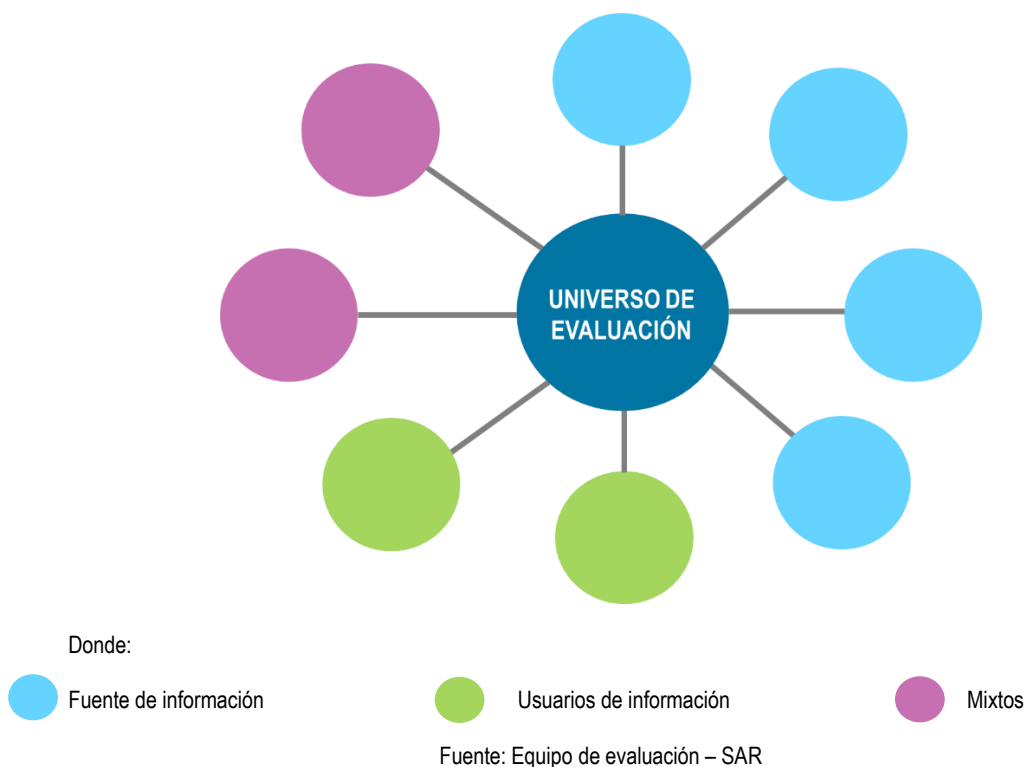 UNIVERSO DE
EVALUACIÓN
Donde:
Fuente de información
Usuarios de información
Mixtos
Fuente: Equipo de evaluación – SAR